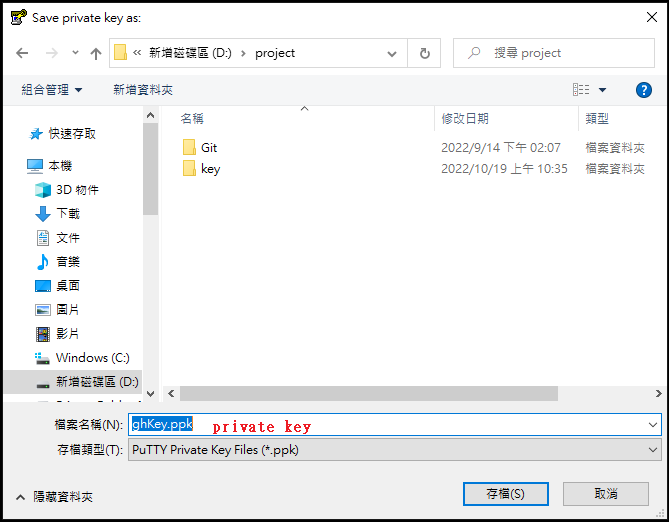 Save private key as:
« 新增磁碟區 (D:) › project
搜尋 project
組合管理 新增資料夾
名稱 修改日期 類型
快速存取
本機
3D 物件
下載
文件
音樂
桌面
圖片
影片
Windows (C:)
新增磁碟區 (D:)
Git 2022/9/14 下午 02:07 檔案資料夾
key 2022/10/19 上午 10:35 檔案資料夾
檔案名稱(N): ghKey.ppk private key
存檔類型(T): PuTTY Private Key Files (*.ppk)
隱藏資料夾 存檔(S) 取消